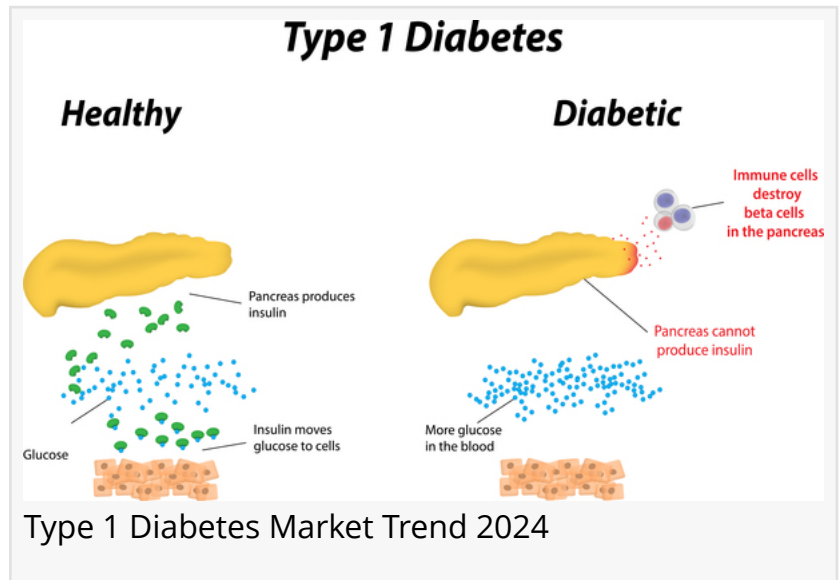 Type 1 Diabetes
Healthy
Diabetic
Immune cells
destroy
beta cells
in the pancreas
Pancreas produces
insulin
Pancreas cannot
produce insulin
Glucose
Insulin moves
glucose to cells
More glucose
in the blood
Type 1 Diabetes Market Trend 2024